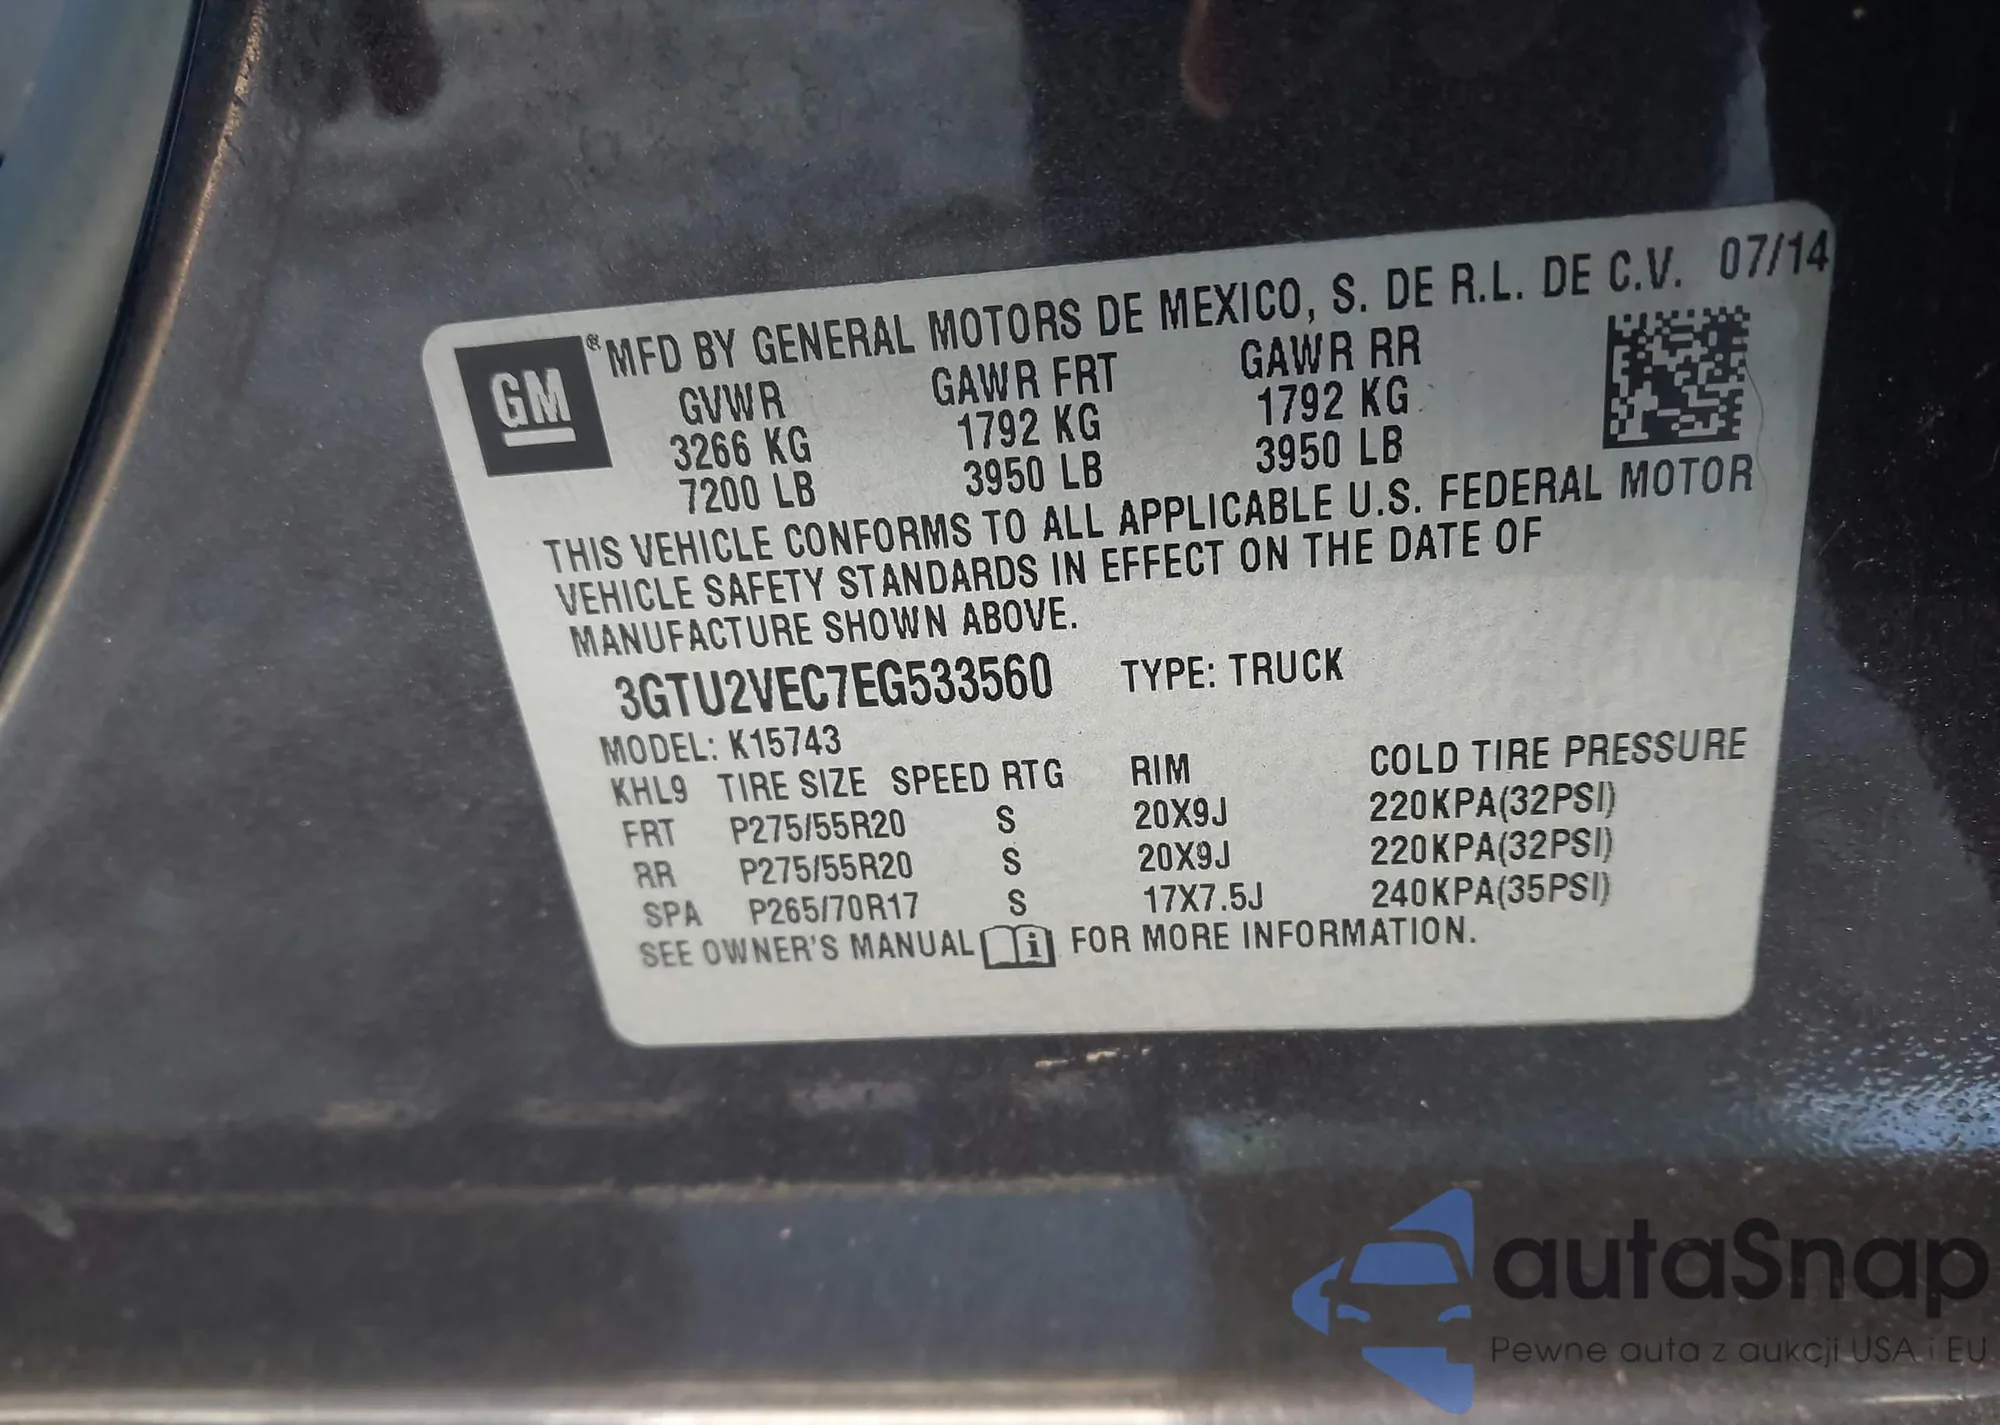 GM ® MFD BY GENERAL MOTORS DE MEXICO, S. DE R.L. DE C.V. 07/14
GVWR GAWR FRT GAWR RR
3266 KG 1792 KG 1792 KG
7200 LB 3950 LB 3950 LB
THIS VEHICLE CONFORMS TO ALL APPLICABLE U.S. FEDERAL MOTOR
VEHICLE SAFETY STANDARDS IN EFFECT ON THE DATE OF
MANUFACTURE SHOWN ABOVE.
3GTU2VEC7EG533560 TYPE: TRUCK
MODEL: K15743
KHL9 TIRE SIZE SPEED RTG RIM COLD TIRE PRESSURE
FRT P275/55R20 S 20X9J 220KPA(32PSI)
RR P275/55R20 S 20X9J 220KPA(32PSI)
SPA P265/70R17 S 17X7.5J 240KPA(35PSI)
SEE OWNER'S MANUAL i FOR MORE INFORMATION.
autaSnap
Pewne auta z aukcji USA i EU